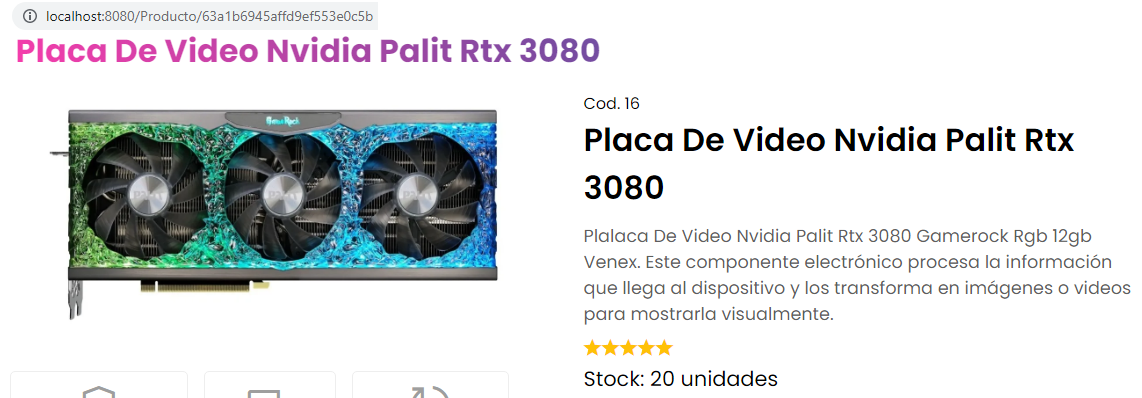 localhost:8080/Producto/63a1b6945affd9ef553e0c5b
Placa De Video Nvidia Palit Rtx 3080
GameRock
Cod. 16
Placa De Video Nvidia Palit Rtx
3080
Plalaca De Video Nvidia Palit Rtx 3080 Gamerock Rgb 12gb
Venex. Este componente electrónico procesa la información
que llega al dispositivo y los transforma en imágenes o videos
para mostrarla visualmente.
Stock: 20 unidades